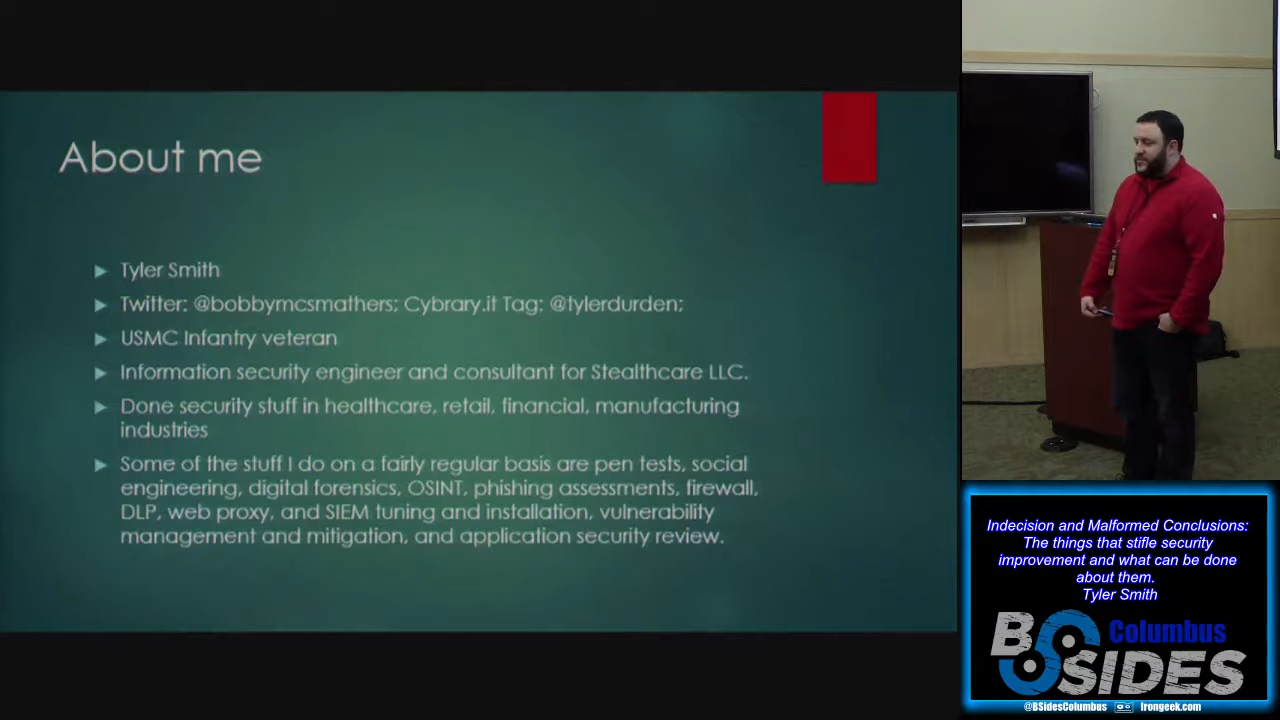 About me
Tyler Smith
Twitter: @bobbymcsmathers; Cybrary.it Tag: @tylerdurden;
USMC Infantry veteran
Information security engineer and consultant for Stealthcare LLC.
Done security stuff in healthcare, retail, financial, manufacturing
industries
Some of the stuff I do on a fairly regular basis are pen tests, social
engineering, digital forensics, OSINT, phishing assessments, firewall,
DLP, web proxy, and SIEM tuning and installation, vulnerability
management and mitigation, and application security review.
Indecision and Malformed Conclusions:
The things that stifle security
improvement and what can be done
about them.
Tyler Smith
BSIDES
Columbus
@BSidesColumbus
Irongeek.com